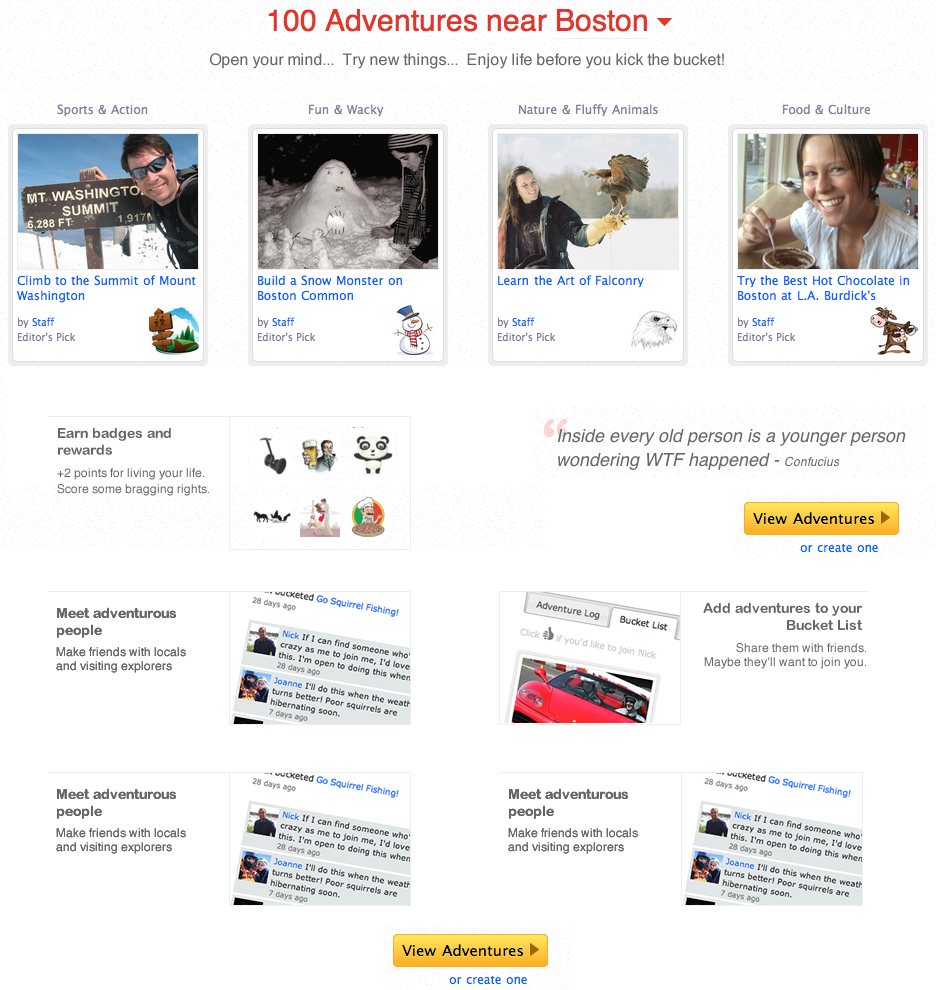 100 Adventures near Boston
Open your mind... Try new things... Enjoy life before you kick the bucket!
Sports & Action
Fun & Wacky
Nature & Fluffy Animals
Food & Culture
MT WASHINGTO
SUMMIT
6,288 FT 1,917M
Climb to the Summit of Mount
Washington
by Staff
Editor's Pick
Build a Snow Monster on
Boston Common
by Staff
Editor's Pick
Learn the Art of Falconry
by Staff
Editor's Pick
Try the Best Hot Chocolate in
Boston at L.A. Burdick's
by Staff
Editor's Pick
Earn badges and
rewards
+2 points for living your life.
Score some bragging rights.
“Inside every old person is a younger person
wondering WTF happened - Confucius
View Adventures
or create one
Meet adventurous
people
Make friends with locals
and visiting explorers
bucketed Go Squirrel Fishing!
28 days ago
Nick If I can find someone who'
crazy as me to join me, I'd love
this. I'm open to doing this when
28 days ago
Joanne I'll do this when the weath
turns better! Poor squirrels are
hibernating soon.
7 days ago
Adventure Log
Bucket List
Click if you'd like to join Nick
Add adventures to your
Bucket List
Share them with friends.
Maybe they'll want to join you.
Meet adventurous
people
Make friends with locals
and visiting explorers
bucketed Go Squirrel Fishing!
28 days ago
Nick If I can find someone who'
crazy as me to join me, I'd love
this. I'm open to doing this when
28 days ago
Joanne I'll do this when the weath
turns better! Poor squirrels are
hibernating soon.
7 days ago
Meet adventurous
people
Make friends with locals
and visiting explorers
bucketed Go Squirrel Fishing!
28 days ago
Nick If I can find someone who'
crazy as me to join me, I'd love
this. I'm open to doing this when
28 days ago
Joanne I'll do this when the weath
turns better! Poor squirrels are
hibernating soon.
7 days ago
View Adventures
or create one